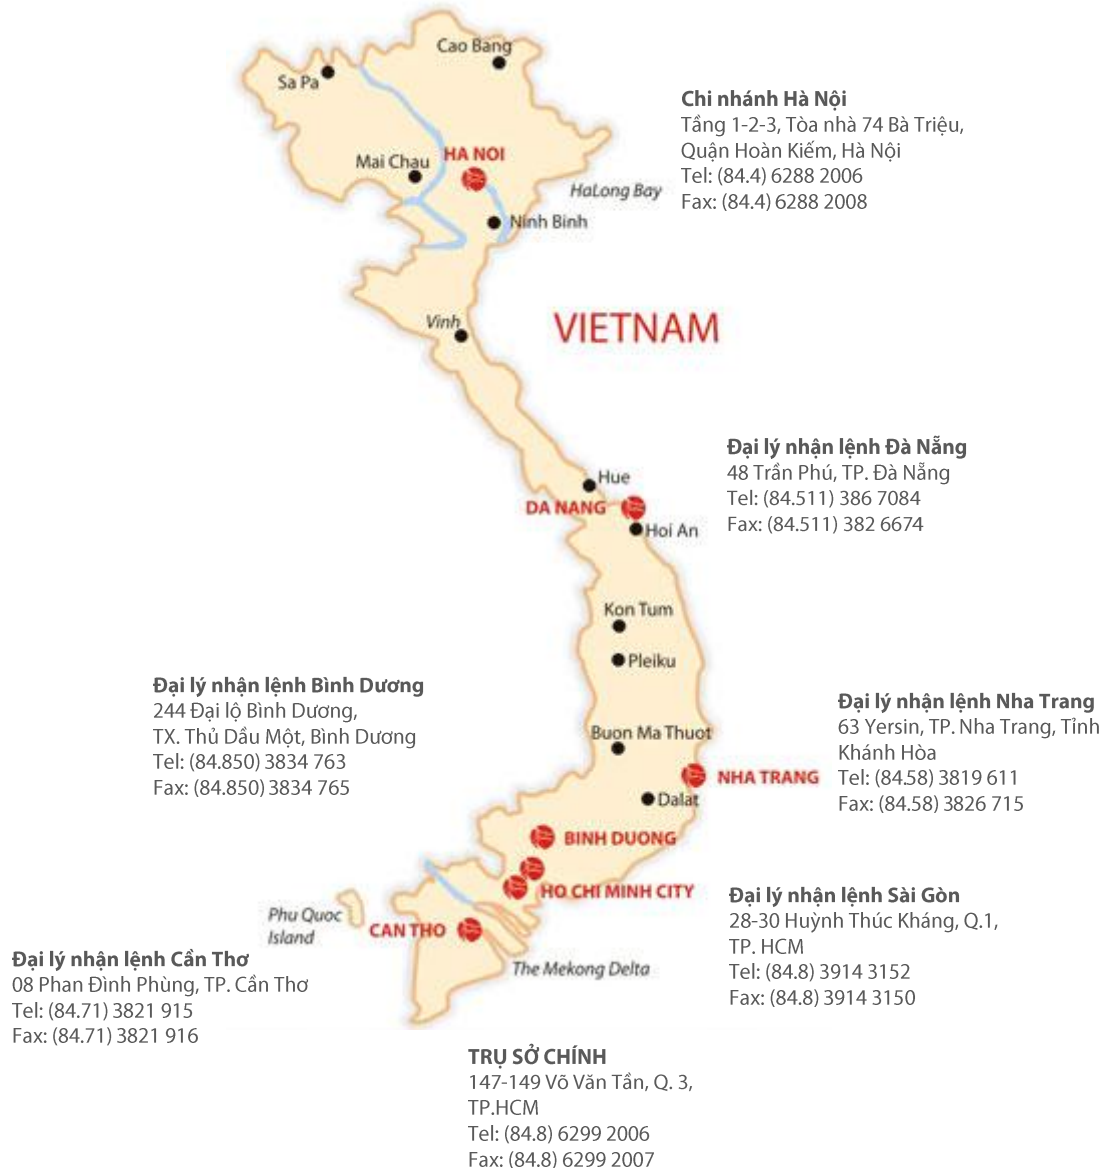 Cao Bang
Sa Pa
Chi nhánh Hà Nội
Tầng 1-2-3, Tòa nhà 74 Bà Triệu,
Quận Hoàn Kiếm, Hà Nội
Tel: (84.4) 6288 2006
Fax: (84.4) 6288 2008
HA NOI
Mai Chau
HaLong Bay
Ninh Binh
Vinh
VIETNAM
Đại lý nhận lệnh Đà Nẵng
48 Trần Phú, TP. Đà Nẵng
Tel: (84.511) 386 7084
Fax: (84.511) 382 6674
Hue
DA NANG
Hoi An
Kon Tum
Pleiku
Đại lý nhận lệnh Bình Dương
244 Đại lộ Bình Dương,
TX. Thủ Dầu Một, Bình Dương
Tel: (84.850) 3834 763
Fax: (84.850) 3834 765
Đại lý nhận lệnh Nha Trang
63 Yersin, TP. Nha Trang, Tỉnh
Khánh Hòa
Tel: (84.58) 3819 611
Fax: (84.58) 3826 715
Buon Ma Thuot
NHA TRANG
Dalat
BINH DUONG
HO CHI MINH CITY
Đại lý nhận lệnh Sài Gòn
28-30 Huỳnh Thúc Kháng, Q.1,
TP. HCM
Tel: (84.8) 3914 3152
Fax: (84.8) 3914 3150
Phu Quoc
Island
CAN THO
The Mekong Delta
Đại lý nhận lệnh Cần Thơ
08 Phan Đình Phùng, TP. Cần Thơ
Tel: (84.71) 3821 915
Fax: (84.71) 3821 916
TRỤ SỞ CHÍNH
147-149 Võ Văn Tần, Q. 3,
TP.HCM
Tel: (84.8) 6299 2006
Fax: (84.8) 6299 2007